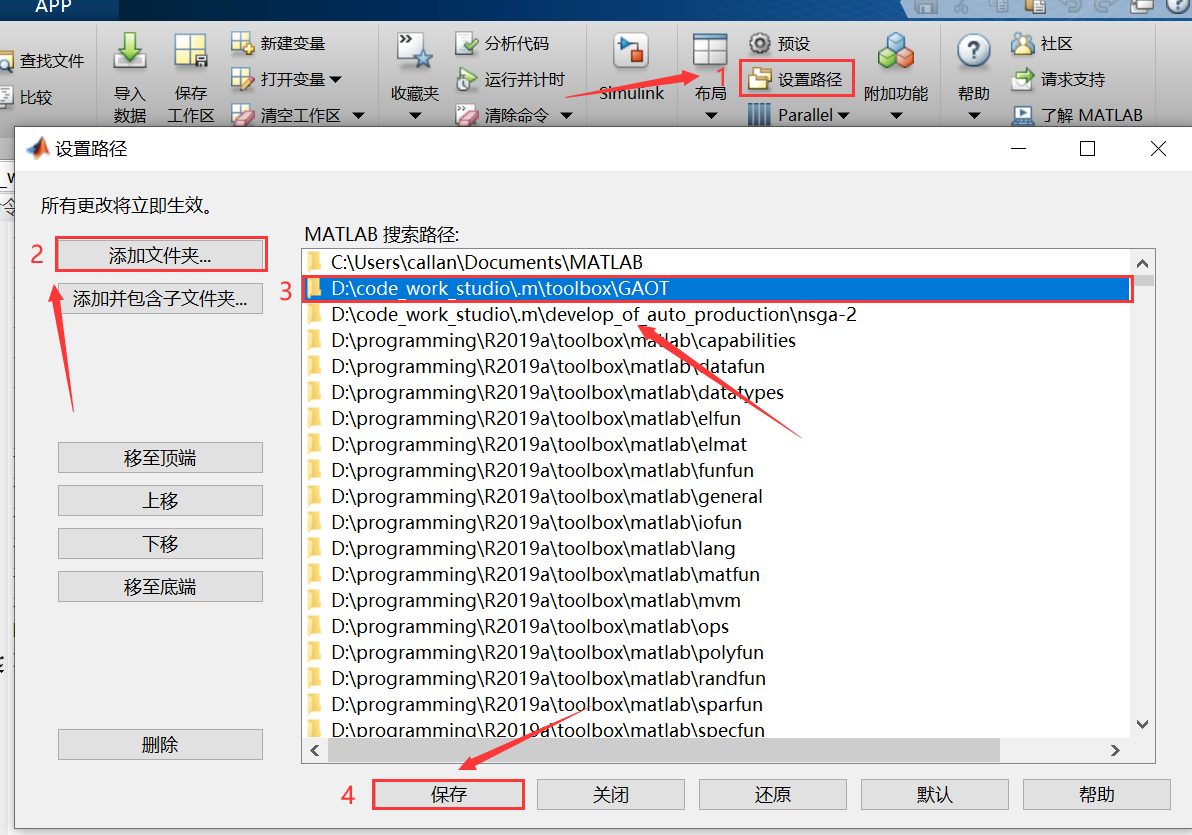 APP
查找文件
比较
导入
数据
保存
工作区
新建变量
打开变量
清空工作区
收藏夹
分析代码
运行并计时
清除命令
Simulink
布局
1
预设
设置路径
Parallel
附加功能
帮助
社区
请求支持
了解 MATLAB
设置路径
所有更改将立即生效。
MATLAB 搜索路径:
2
添加文件夹...
添加并包含子文件夹...
移至顶端
上移
下移
移至底端
删除
C:\Users\callan\Documents\MATLAB
3
D:\code_work_studio\.m\toolbox\GAOT
D:\code_work_studio\.m\develop_of_auto_production\nsga-2
D:\programming\R2019a\toolbox\matlab\capabilities
D:\programming\R2019a\toolbox\matlab\datafun
D:\programming\R2019a\toolbox\matlab\datatypes
D:\programming\R2019a\toolbox\matlab\elfun
D:\programming\R2019a\toolbox\matlab\elmat
D:\programming\R2019a\toolbox\matlab\funfun
D:\programming\R2019a\toolbox\matlab\general
D:\programming\R2019a\toolbox\matlab\iofun
D:\programming\R2019a\toolbox\matlab\lang
D:\programming\R2019a\toolbox\matlab\matfun
D:\programming\R2019a\toolbox\matlab\mvm
D:\programming\R2019a\toolbox\matlab\ops
D:\programming\R2019a\toolbox\matlab\polyfun
D:\programming\R2019a\toolbox\matlab\randfun
D:\programming\R2019a\toolbox\matlab\sparfun
D:\programming\R2019a\toolbox\matlab\specfun
4
保存
关闭
还原
默认
帮助